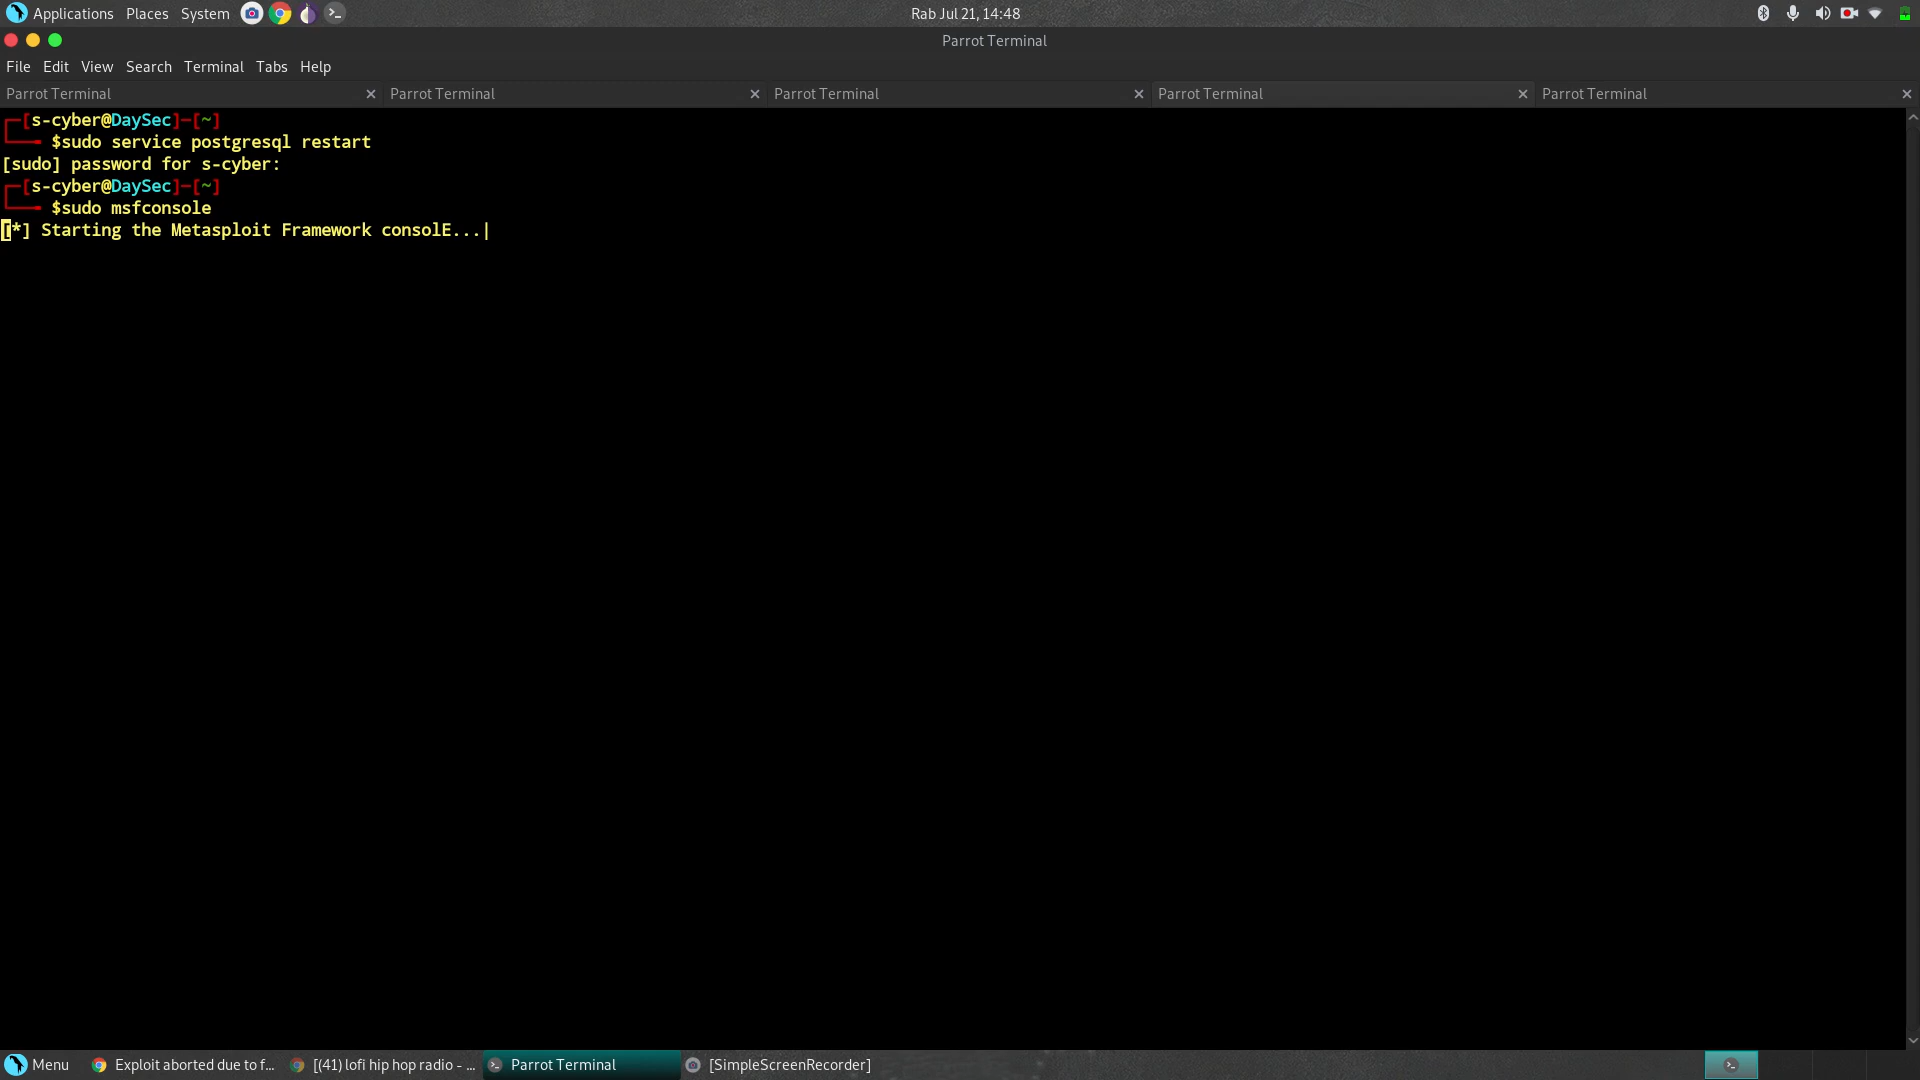 Applications Places System Rab Jul 21, 14:48
Parrot Terminal
File Edit View Search Terminal Tabs Help
Parrot Terminal Parrot Terminal Parrot Terminal Parrot Terminal Parrot Terminal
┌─[s-cyber@DaySec]─[~]
└──╼ $sudo service postgresql restart
[sudo] password for s-cyber:
┌─[s-cyber@DaySec]─[~]
└──╼ $sudo msfconsole
[*] Starting the Metasploit Framework consolE...|
Menu Exploit aborted due to f... [(41) lofi hip hop radio - ... Parrot Terminal [SimpleScreenRecorder]